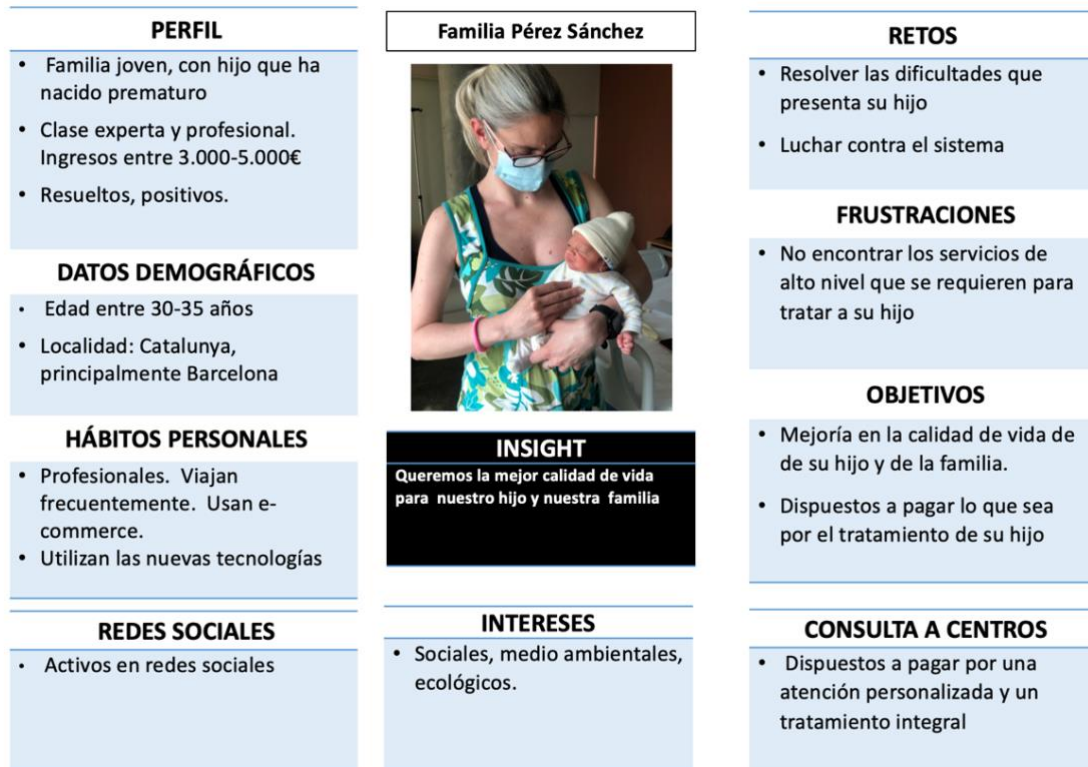 PERFIL
• Familia joven, con hijo que ha
nacido prematuro
• Clase experta y profesional.
Ingresos entre 3.000-5.000€
• Resueltos, positivos.
DATOS DEMOGRÁFICOS
• Edad entre 30-35 años
• Localidad: Catalunya,
principalmente Barcelona
HÁBITOS PERSONALES
• Profesionales. Viajan
frecuentemente. Usan e-
commerce.
• Utilizan las nuevas tecnologías
REDES SOCIALES
• Activos en redes sociales
Familia Pérez Sánchez
INSIGHT
Queremos la mejor calidad de vida
para nuestro hijo y nuestra familia
INTERESES
• Sociales, medio ambientales,
ecológicos.
RETOS
• Resolver las dificultades que
presenta su hijo
• Luchar contra el sistema
FRUSTRACIONES
• No encontrar los servicios de
alto nivel que se requieren para
tratar a su hijo
OBJETIVOS
• Mejoría en la calidad de vida de
de su hijo y de la familia.
• Dispuestos a pagar lo que sea
por el tratamiento de su hijo
CONSULTA A CENTROS
• Dispuestos a pagar por una
atención personalizada y un
tratamiento integral